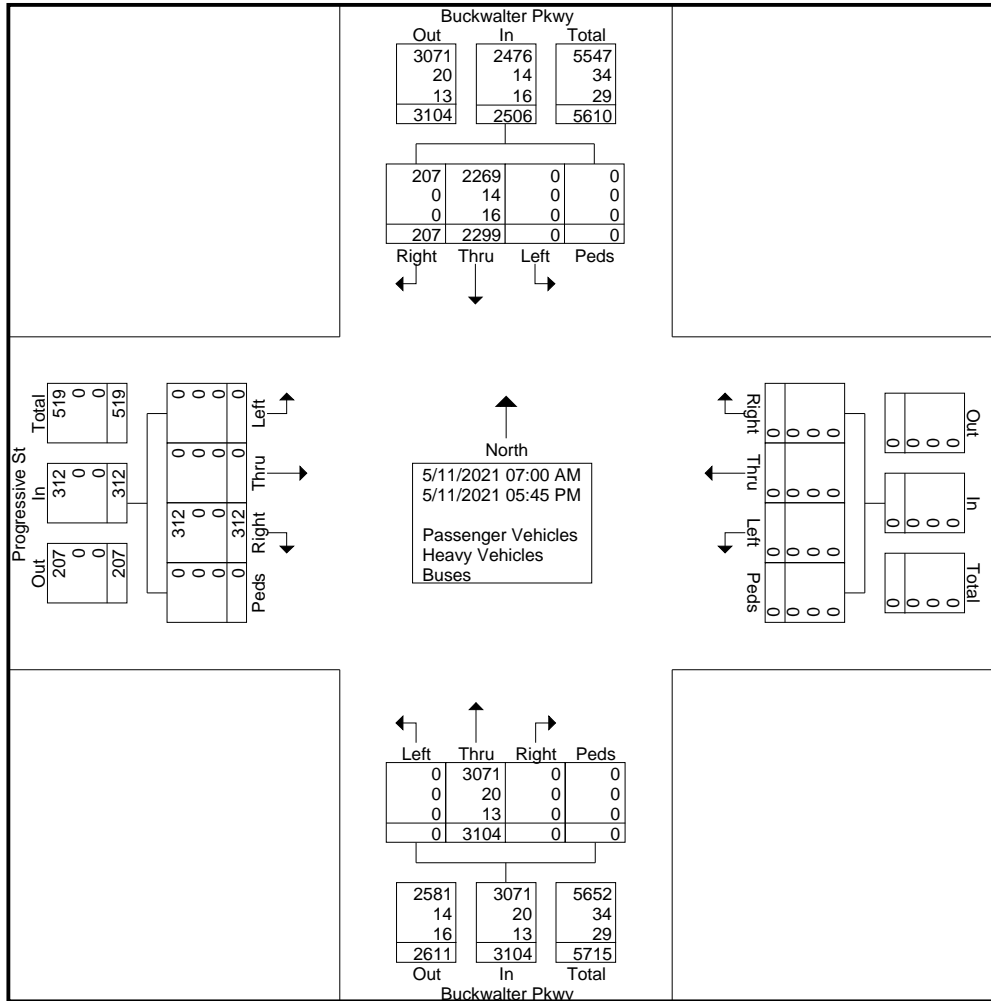 Buckwalter Pkwy
Out In Total
3071 2476 5547
20 14 34
13 16 29
3104 2506 5610
207 2269 0 0
0 14 0 0
0 16 0 0
207 2299 0 0
Right Thru Left Peds
Progressive St
Total In Out
519 312 207
0 0 0
0 0 0
519 312 207
0 0 312 0
0 0 0 0
0 0 0 0
0 0 312 0
Left Thru Right Peds
North
5/11/2021 07:00 AM
5/11/2021 05:45 PM
Passenger Vehicles
Heavy Vehicles
Buses
Right Thru Left Peds
0 0 0 0
0 0 0 0
0 0 0 0
0 0 0 0
Out In Total
0 0 0
0 0 0
0 0 0
0 0 0
Left Thru Right Peds
0 3071 0 0
0 20 0 0
0 13 0 0
0 3104 0 0
2581 3071 5652
14 20 34
16 13 29
2611 3104 5715
Out In Total
Buckwalter Pkwy